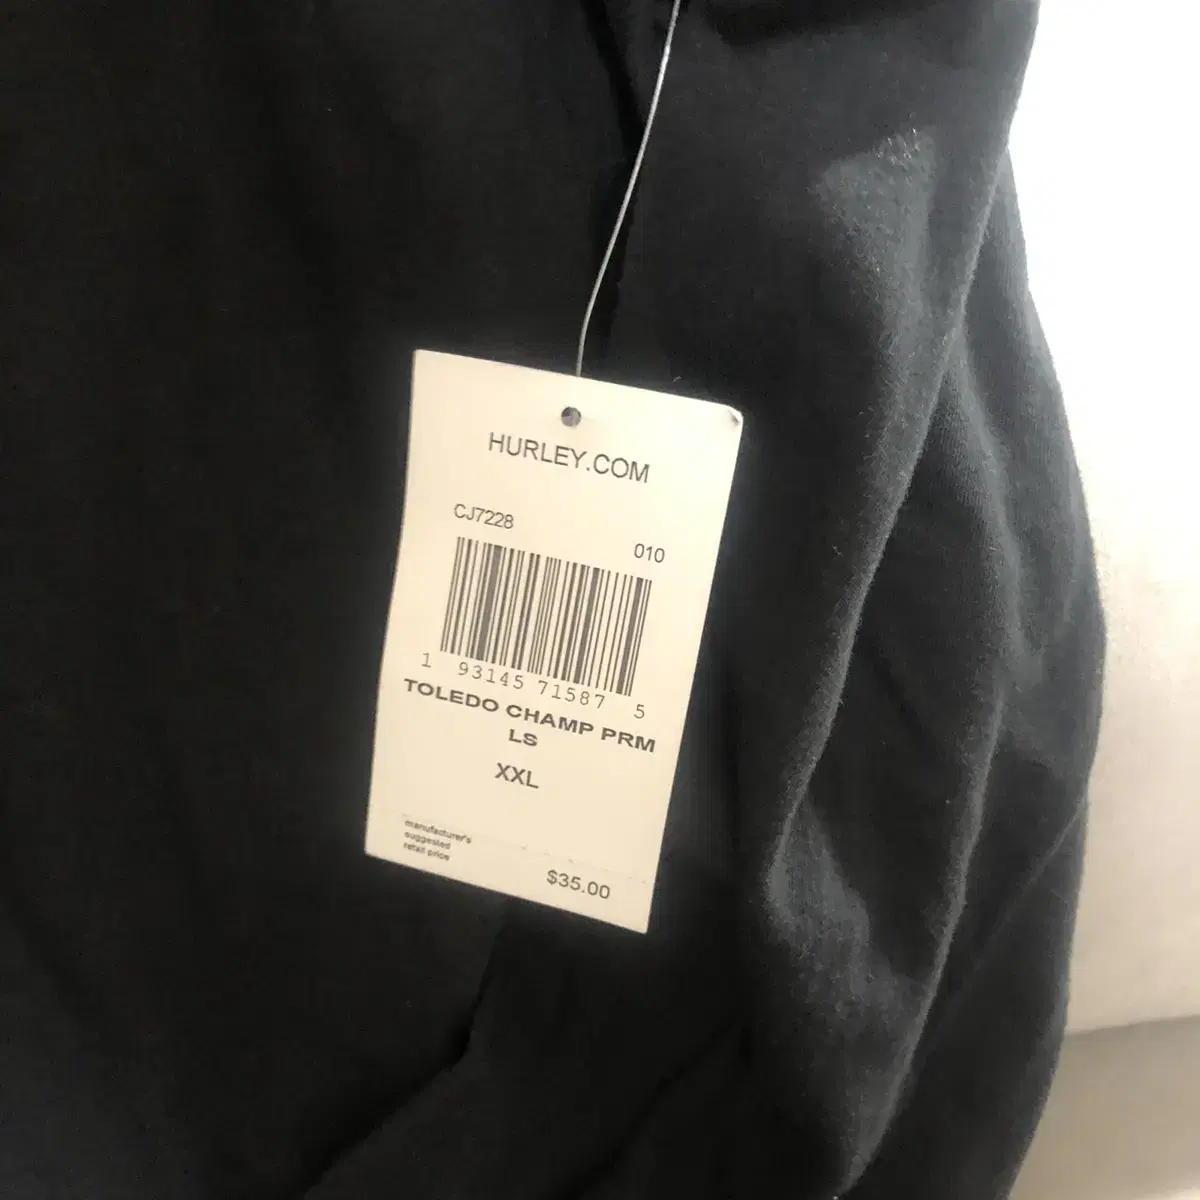 HURLEY.COM
CJ7228
010
1 93145 71587 5
TOLEDO CHAMP PRM
LS
XXL
manufacturer's
suggested
retail price
$35.00